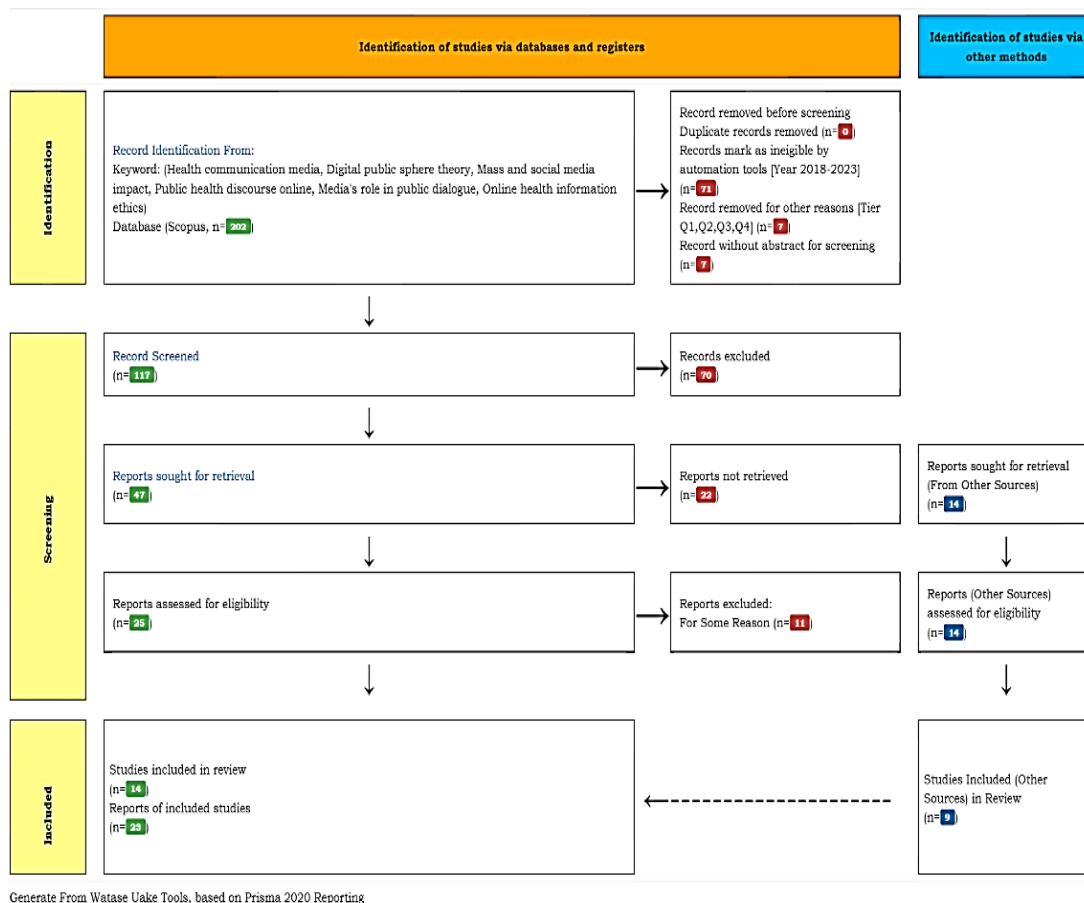 Identification of studies via databases and registers
Identification of studies via
other methods
Identification
Record Identification From:
Keyword: (Health communication media, Digital public sphere theory, Mass and social media
impact, Public health discourse online, Media's role in public dialogue, Online health information
ethics)
Database (Scopus, n=202)
Record removed before screening
Duplicate records removed (n=0)
Records mark as ineigible by
automation tools [Year 2018-2023]
(n=71)
Record removed for other reasons [Tier
Q1,Q2,Q3,Q4] (n=7)
Record without abstract for screening
(n=7)
Screening
Record Screened
(n=117)
Records excluded
(n=70)
Reports sought for retrieval
(n=47)
Reports not retrieved
(n=22)
Reports sought for retrieval
(From Other Sources)
(n=14)
Reports assessed for eligibility
(n=25)
Reports excluded:
For Some Reason (n=11)
Reports (Other Sources)
assessed for eligibility
(n=14)
Included
Studies included in review
(n=14)
Reports of included studies
(n=23)
Studies Included (Other
Sources) in Review
(n=9)
Generate From Watase Uake Tools, based on Prisma 2020 Reporting